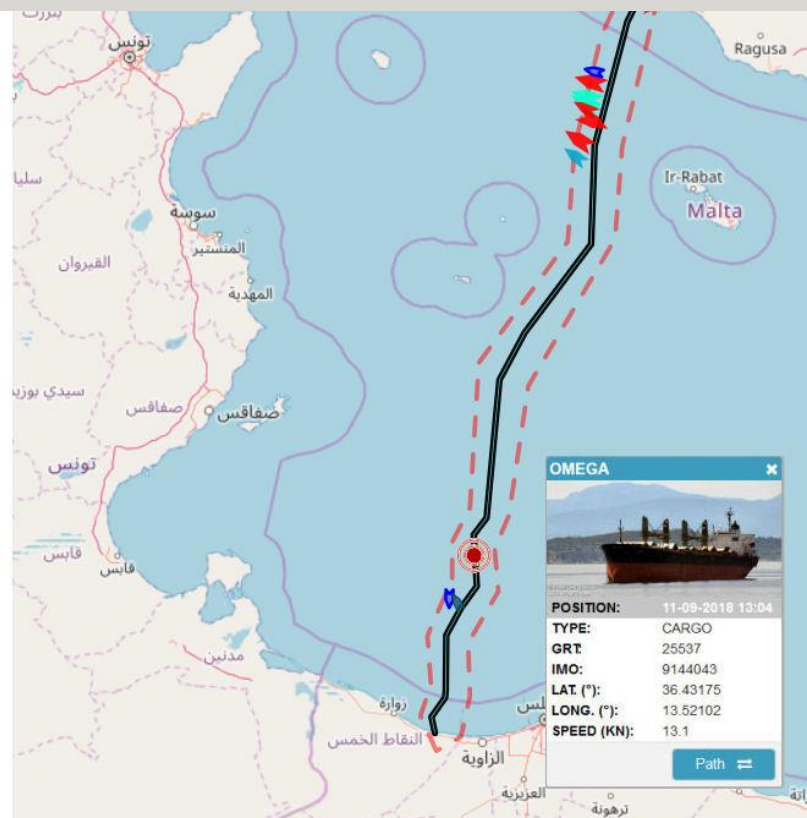 بنزرت
تونس
Ragusa
سوسة
المنستير
القيروان
المهدية
Ir-Rabat
Malta
صفاقس
صفاقس
تونس
قابس
قابس
مدنين
زوارة
النقاط الخمس
الزاوية
العزيزية
ترهونة
OMEGA
POSITION: 11-09-2018 13:04
TYPE: CARGO
GRT: 25537
IMO: 9144043
LAT. (°): 36.43175
LONG. (°): 13.52102
SPEED (KN): 13.1
Path